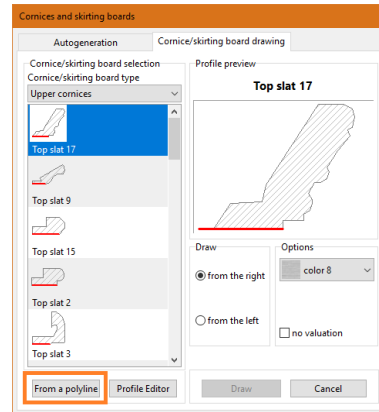 Cornices and skirting boards
Autogeneration
Cornice/skirting board drawing
Cornice/skirting board selection
Cornice/skirting board type
Upper cornices
Top slat 17
Top slat 9
Top slat 15
Top slat 2
Top slat 3
From a polyline
Profile Editor
Profile preview
Top slat 17
Draw
from the right
from the left
Options
color 8
no valuation
Draw
Cancel